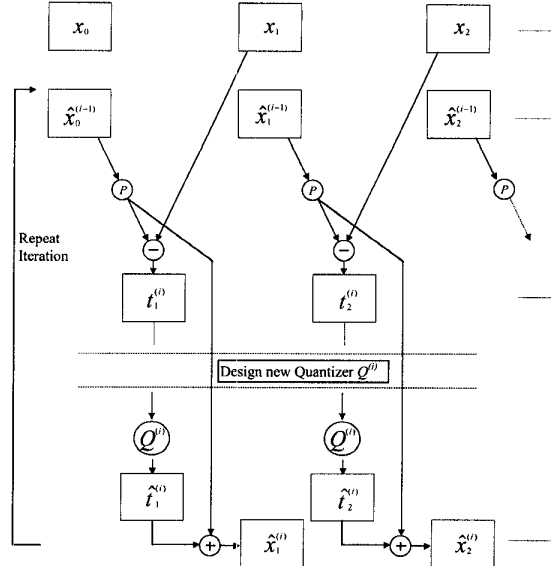 x₀ x₁ x₂
x̂₀⁽ⁱ⁻¹⁾ x̂₁⁽ⁱ⁻¹⁾ x̂₂⁽ⁱ⁻¹⁾
P P P
Repeat
Iteration
− −
t₁⁽ⁱ⁾ t₂⁽ⁱ⁾
Design new Quantizer Q⁽ⁱ⁾
Q⁽ⁱ⁾ Q⁽ⁱ⁾
t̂₁⁽ⁱ⁾ t̂₂⁽ⁱ⁾
+ x̂₁⁽ⁱ⁾ + x̂₂⁽ⁱ⁾